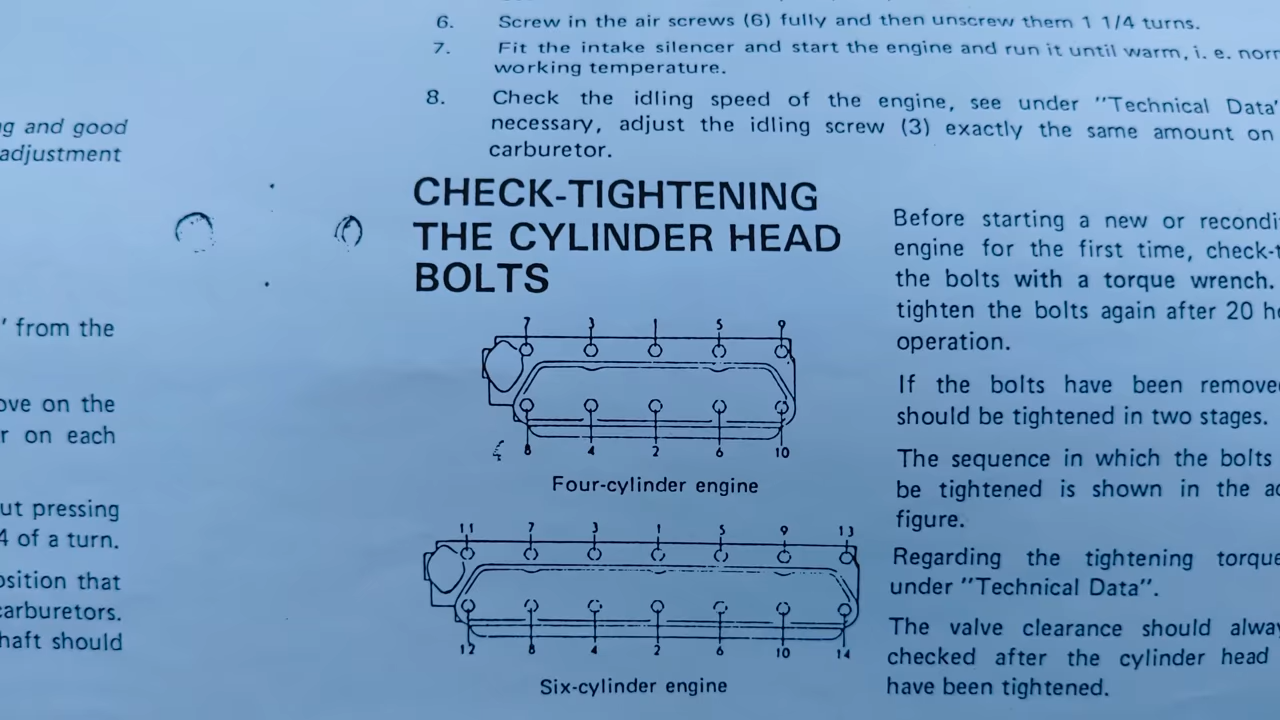 6. Screw in the air screws (6) fully and then unscrew them 1 1/4 turns.
7. Fit the intake silencer and start the engine and run it until warm, i. e. norm
working temperature.
8. Check the idling speed of the engine, see under "Technical Data"
necessary, adjust the idling screw (3) exactly the same amount on
carburetor.
g and good
adjustment
" from the
ove on the
r on each
ut pressing
4 of a turn.
osition that
carburetors.
haft should
CHECK-TIGHTENING
THE CYLINDER HEAD
BOLTS
7 3 1 5 9
8 4 2 6 10
Four-cylinder engine
11 7 3 1 5 9 13
12 8 4 2 6 10 14
Six-cylinder engine
Before starting a new or recondi
engine for the first time, check-t
the bolts with a torque wrench.
tighten the bolts again after 20 ho
operation.
If the bolts have been remove
should be tightened in two stages.
The sequence in which the bolts
be tightened is shown in the a
figure.
Regarding the tightening torque
under "Technical Data".
The valve clearance should alway
checked after the cylinder head
have been tightened.